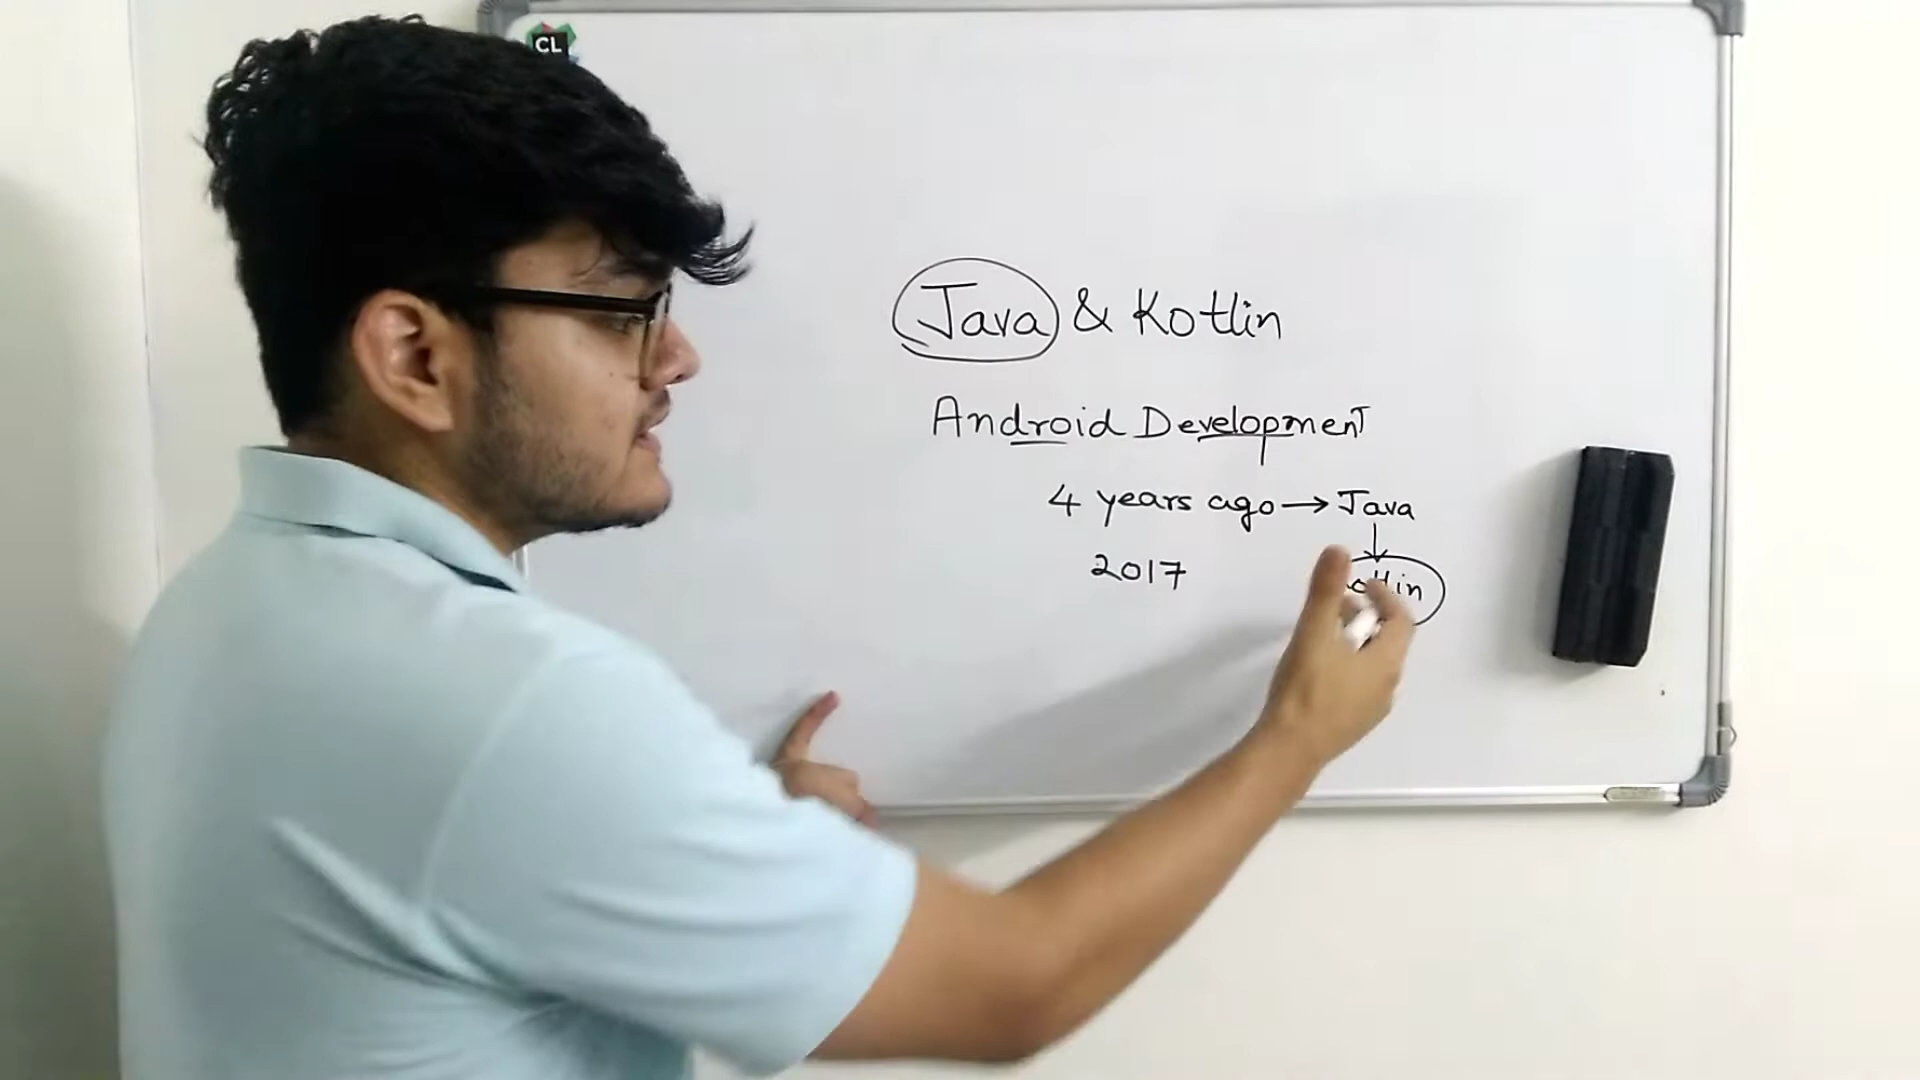 CL
Java & Kotlin
Android Development
4 years ago → Java
↓
2017